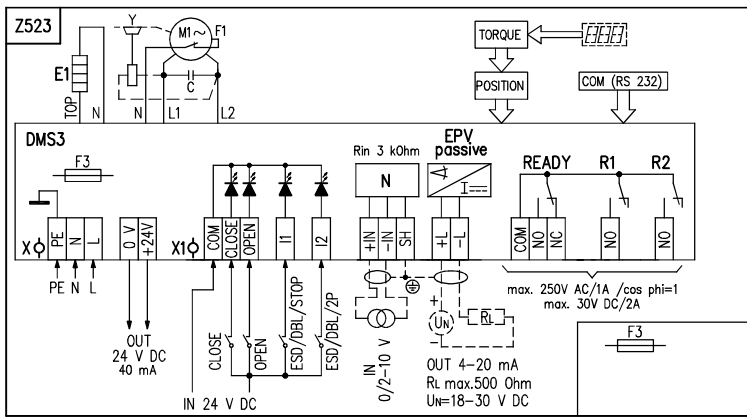 Z523
Y
M1~
F1
E1
TOP
N
N
L1
C
L2
TORQUE
POSITION
COM (RS 232)
DMS3
F3
Rin 3 kOhm
N
EPV
passive
I
READY
R1
R2
X
PE
N
L
0 V
+24V
X1
COM
CLOSE
OPEN
I1
I2
+IN
-IN
SH
+L
-L
COM
NO
NC
NO
NO
PE N L
OUT
24 V DC
40 mA
CLOSE
OPEN
ESD/DBL/STOP
ESD/DBL/2P
IN 24 V DC
IN
0/2-10 V
+
UN
-
RL
OUT 4-20 mA
RL max.500 Ohm
UN=18-30 V DC
max. 250V AC/1A /cos phi=1
max. 30V DC/2A
F3